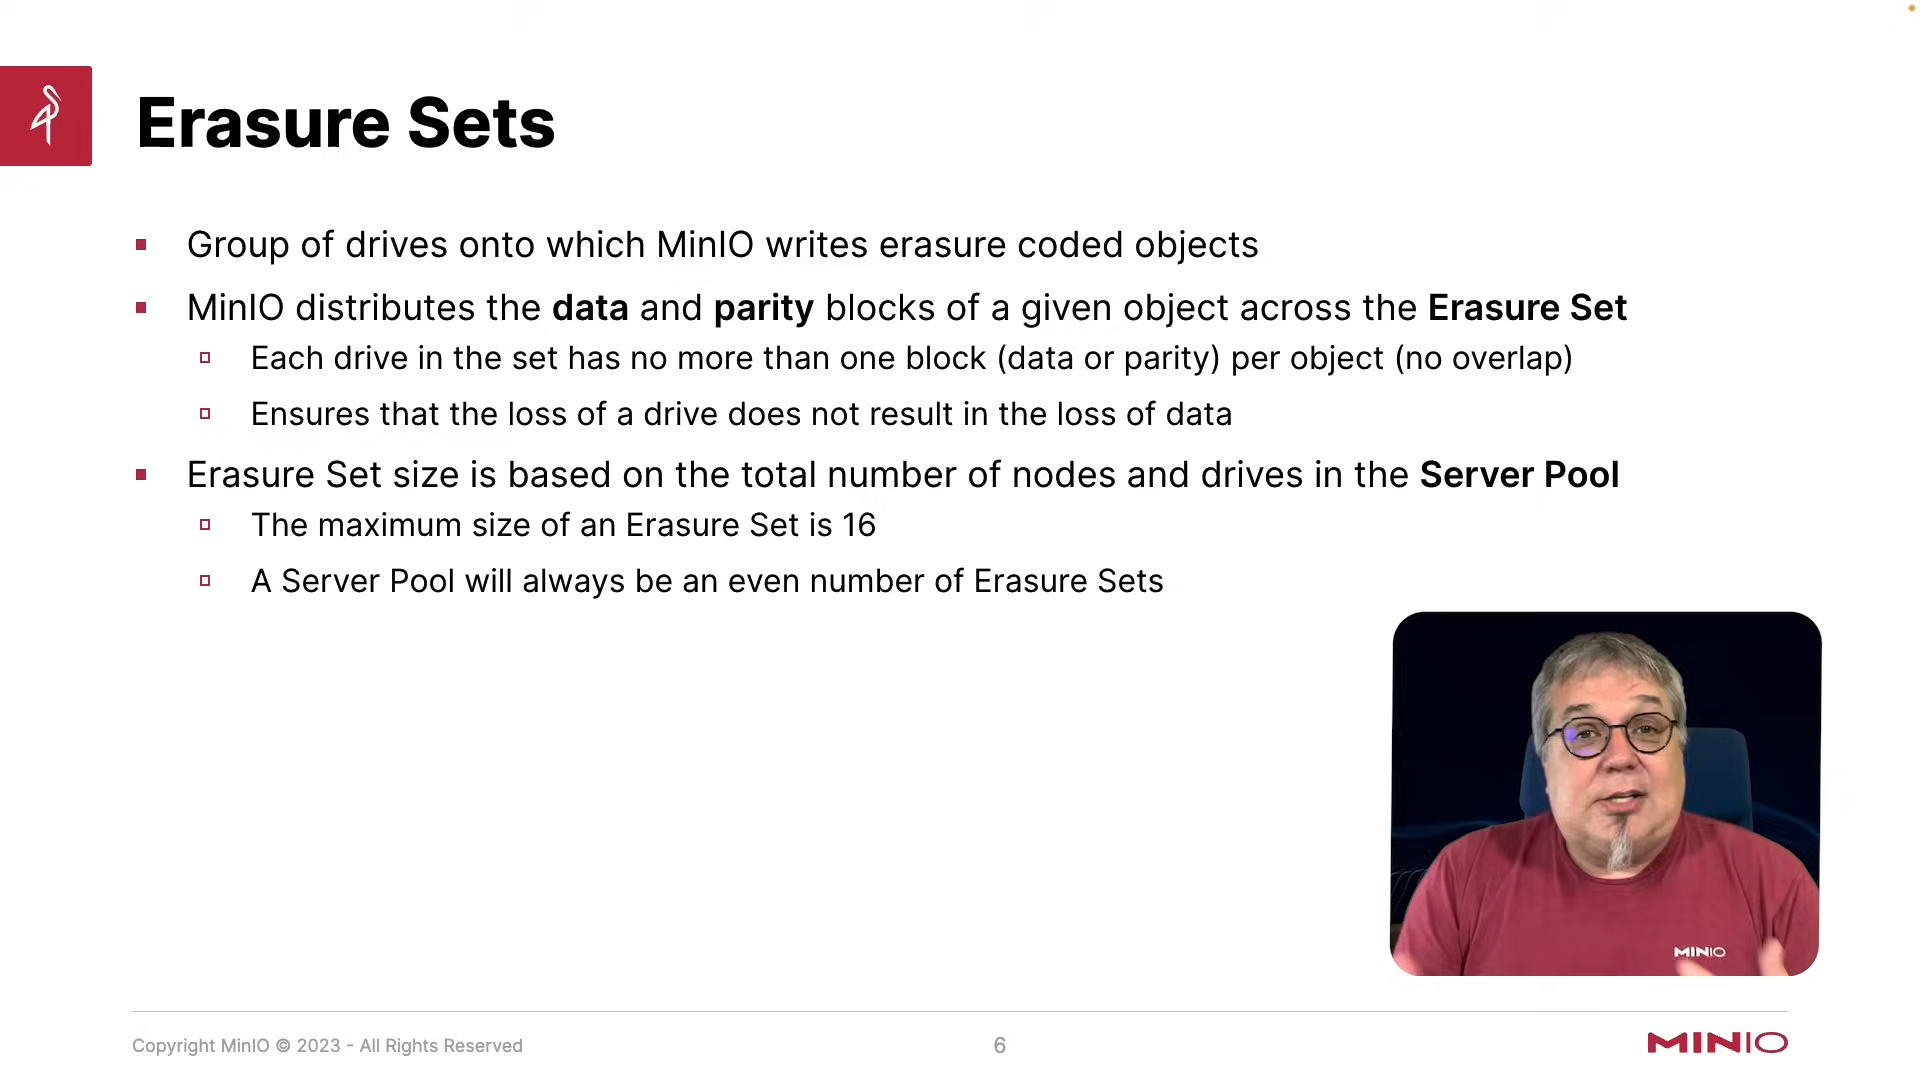 Erasure Sets
Group of drives onto which MinIO writes erasure coded objects
MinIO distributes the data and parity blocks of a given object across the Erasure Set
Each drive in the set has no more than one block (data or parity) per object (no overlap)
Ensures that the loss of a drive does not result in the loss of data
Erasure Set size is based on the total number of nodes and drives in the Server Pool
The maximum size of an Erasure Set is 16
A Server Pool will always be an even number of Erasure Sets
MINIO
Copyright MinIO © 2023 - All Rights Reserved
6
MINIO